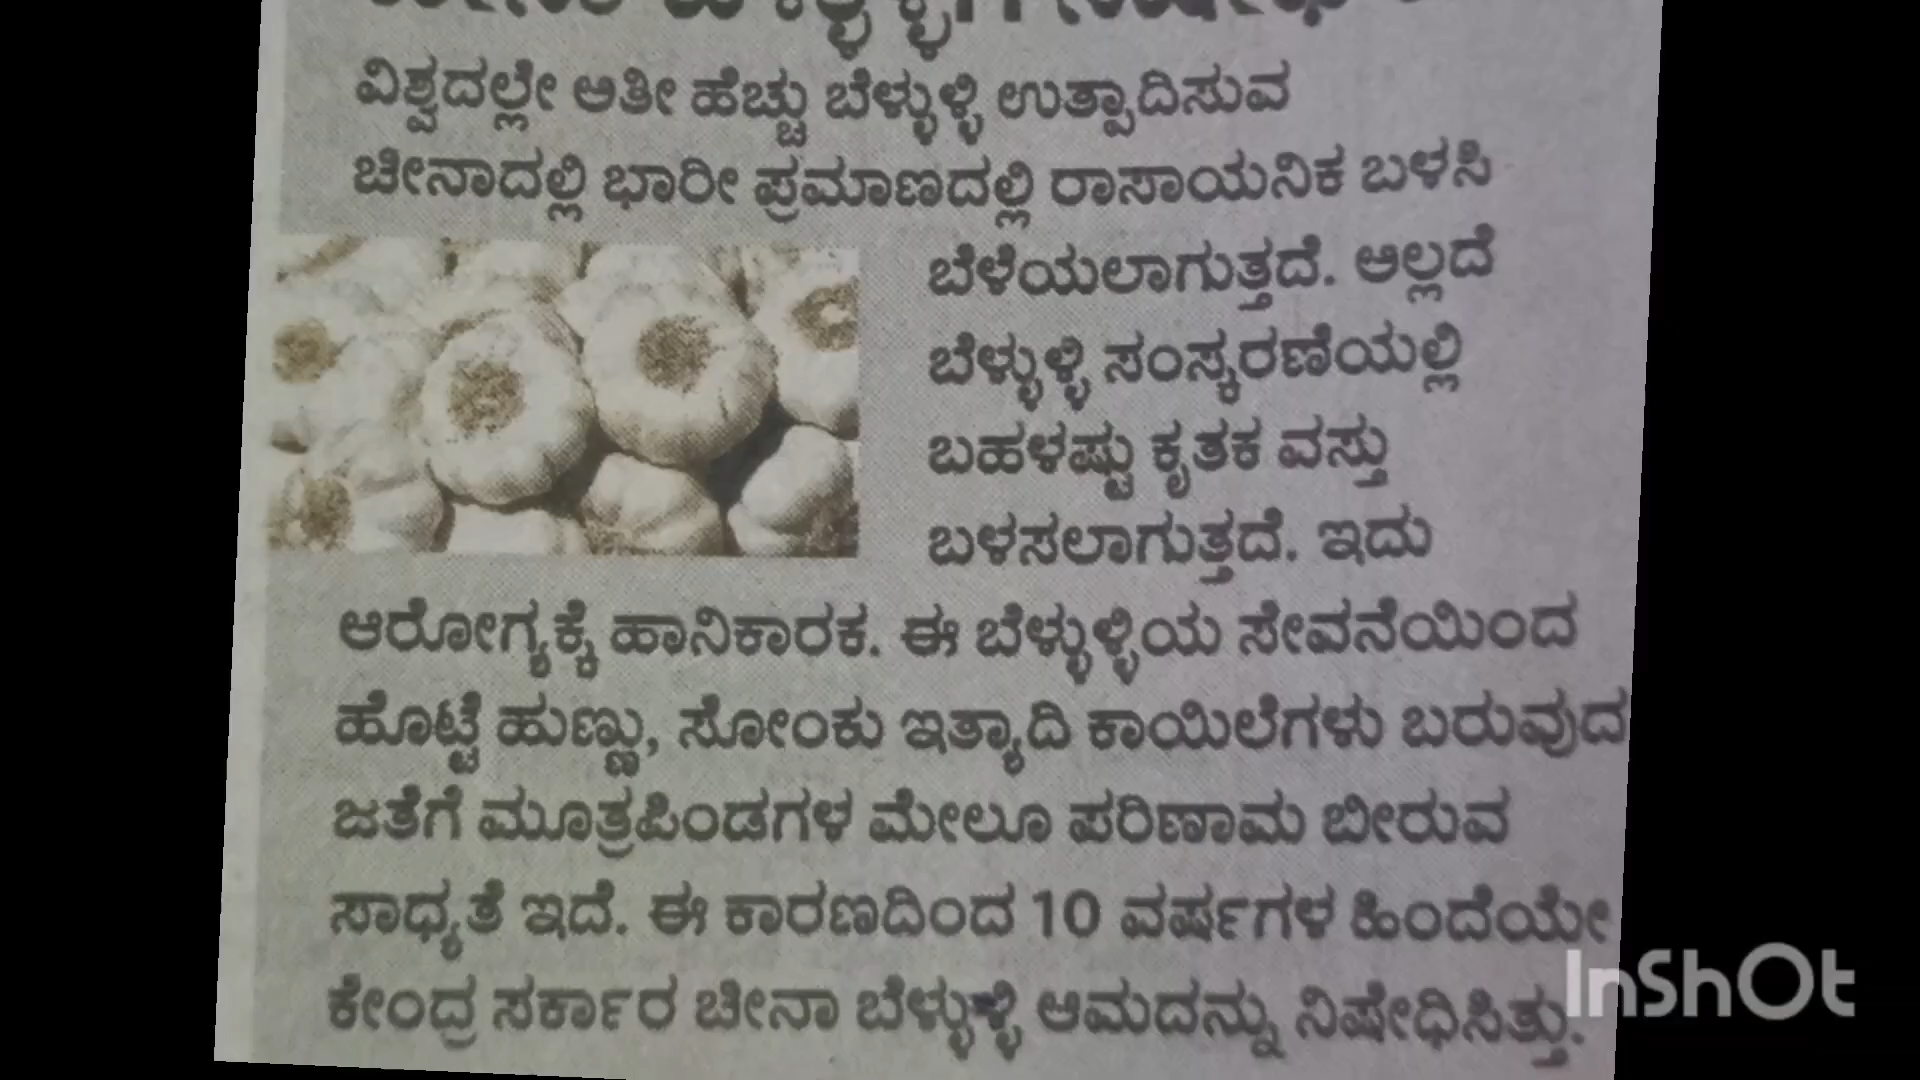 ವಿಶ್ವದಲ್ಲೇ ಅತೀ ಹೆಚ್ಚು ಬೆಳ್ಳುಳ್ಳಿ ಉತ್ಪಾದಿಸುವ
ಚೀನಾದಲ್ಲಿ ಭಾರೀ ಪ್ರಮಾಣದಲ್ಲಿ ರಾಸಾಯನಿಕ ಬಳಸಿ
ಬೆಳೆಯಲಾಗುತ್ತದೆ. ಅಲ್ಲದೆ
ಬೆಳ್ಳುಳ್ಳಿ ಸಂಸ್ಕರಣೆಯಲ್ಲಿ
ಬಹಳಷ್ಟು ಕೃತಕ ವಸ್ತು
ಬಳಸಲಾಗುತ್ತದೆ. ಇದು
ಆರೋಗ್ಯಕ್ಕೆ ಹಾನಿಕಾರಕ. ಈ ಬೆಳ್ಳುಳ್ಳಿಯ ಸೇವನೆಯಿಂದ
ಹೊಟ್ಟೆ ಹುಣ್ಣು, ಸೋಂಕು ಇತ್ಯಾದಿ ಕಾಯಿಲೆಗಳು ಬರುವುದ
ಜತೆಗೆ ಮೂತ್ರಪಿಂಡಗಳ ಮೇಲೂ ಪರಿಣಾಮ ಬೀರುವ
ಸಾಧ್ಯತೆ ಇದೆ. ಈ ಕಾರಣದಿಂದ 10 ವರ್ಷಗಳ ಹಿಂದೆಯೇ
ಕೇಂದ್ರ ಸರ್ಕಾರ ಚೀನಾ ಬೆಳ್ಳುಳ್ಳಿ ಆಮದನ್ನು ನಿಷೇಧಿಸಿತ್ತು.
InShOt